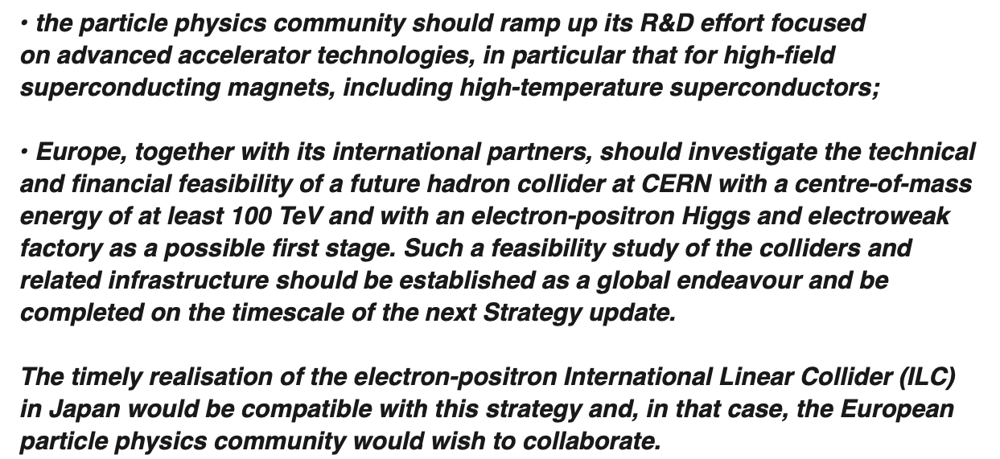 • the particle physics community should ramp up its R&D effort focused
on advanced accelerator technologies, in particular that for high-field
superconducting magnets, including high-temperature superconductors;
• Europe, together with its international partners, should investigate the technical
and financial feasibility of a future hadron collider at CERN with a centre-of-mass
energy of at least 100 TeV and with an electron-positron Higgs and electroweak
factory as a possible first stage. Such a feasibility study of the colliders and
related infrastructure should be established as a global endeavour and be
completed on the timescale of the next Strategy update.
The timely realisation of the electron-positron International Linear Collider (ILC)
in Japan would be compatible with this strategy and, in that case, the European
particle physics community would wish to collaborate.